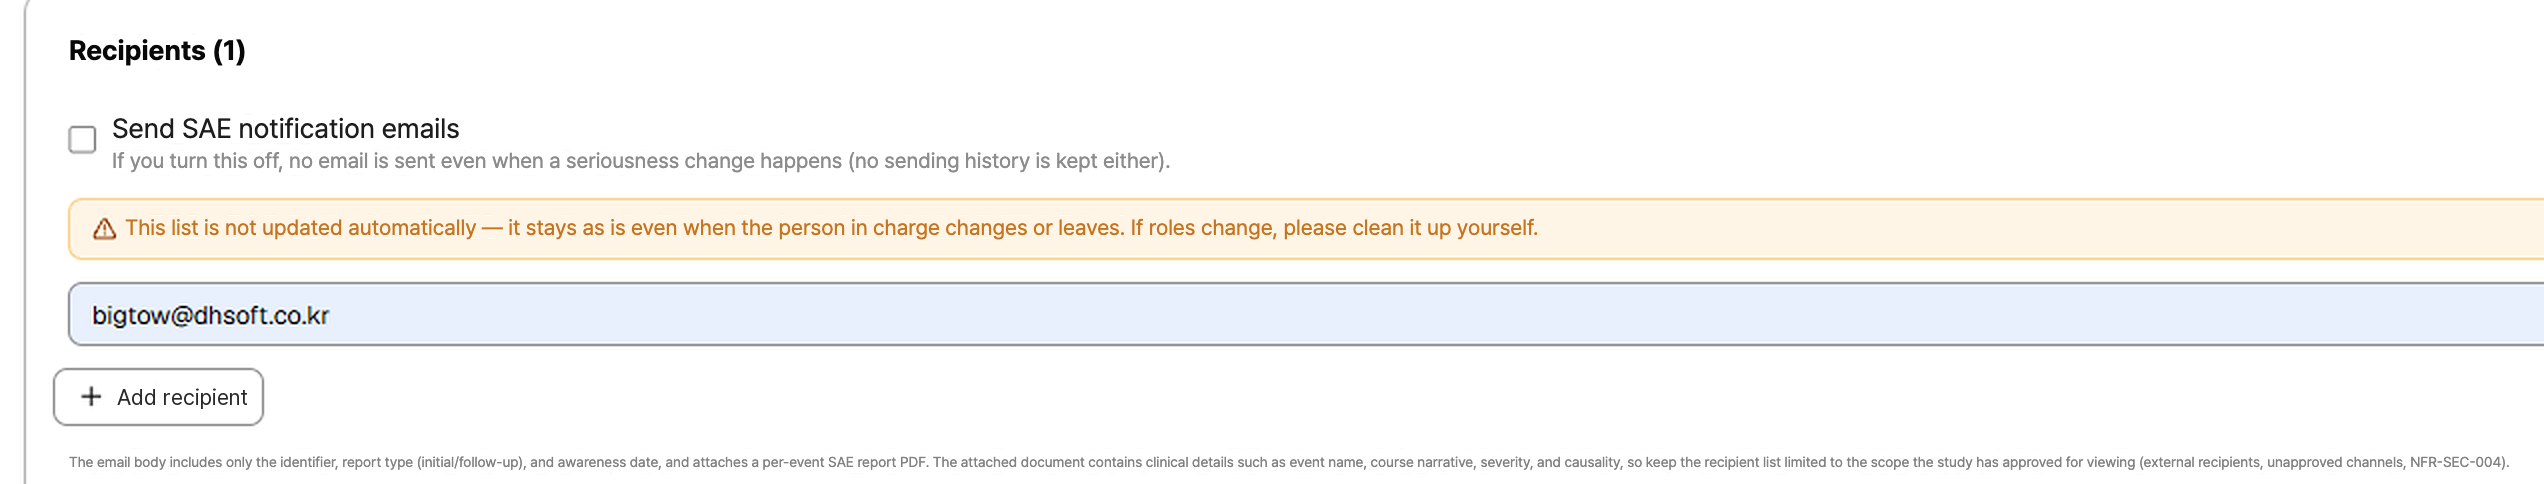 Recipients (1)
Send SAE notification emails
If you turn this off, no email is sent even when a seriousness change happens (no sending history is kept either).
This list is not updated automatically — it stays as is even when the person in charge changes or leaves. If roles change, please clean it up yourself.
bigtow@dhsoft.co.kr
+ Add recipient
The email body includes only the identifier, report type (initial/follow-up), and awareness date, and attaches a per-event SAE report PDF. The attached document contains clinical details such as event name, course narrative, severity, and causality, so keep the recipient list limited to the scope the study has approved for viewing (external recipients, unapproved channels, NFR-SEC-004).